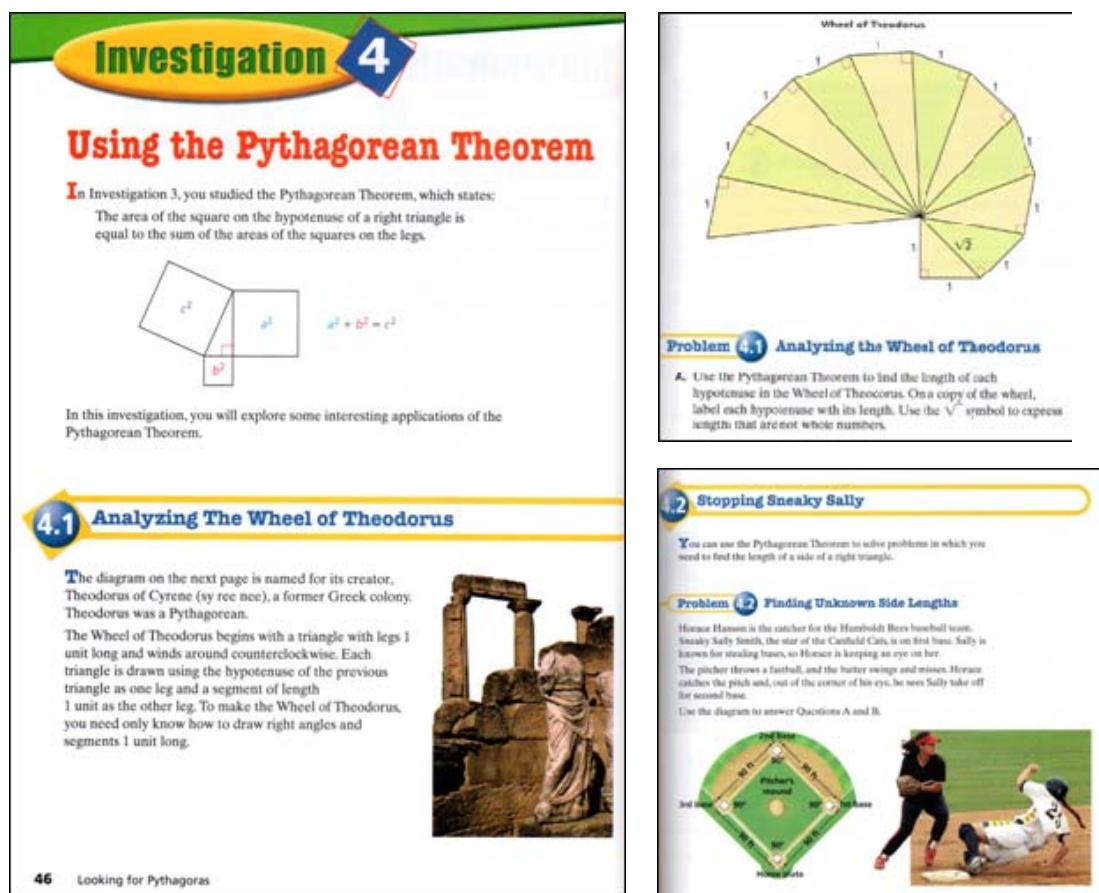 Investigation 4
Using the Pythagorean Theorem
In Investigation 3, you studied the Pythagorean Theorem, which states:
The area of the square on the hypotenuse of a right triangle is
equal to the sum of the areas of the squares on the legs.
c²
a²
a² + b² = c²
b²
In this investigation, you will explore some interesting applications of the
Pythagorean Theorem.
4.1 Analyzing The Wheel of Theodorus
The diagram on the next page is named for its creator,
Theodorus of Cyrene (sy ree nee), a former Greek colony.
Theodorus was a Pythagorean.
The Wheel of Theodorus begins with a triangle with legs 1
unit long and winds around counterclockwise. Each
triangle is drawn using the hypotenuse of the previous
triangle as one leg and a segment of length
1 unit as the other leg. To make the Wheel of Theodorus,
you need only know how to draw right angles and
segments 1 unit long.
46 Looking for Pythagoras
Wheel of Theodorus
1
1
1
1
1
1
1
1
1
1
√2
1
1
1
Problem 4.1 Analyzing the Wheel of Theodorus
A. Use the Pythagorean Theorem to find the length of each
hypotenuse in the Wheel of Theodorus. On a copy of the wheel,
label each hypotenuse with its length. Use the √ symbol to express
lengths that are not whole numbers.
4.2 Stopping Sneaky Sally
You can use the Pythagorean Theorem to solve problems in which you
need to find the length of a side of a right triangle.
Problem 4.2 Finding Unknown Side Lengths
Horace Hanson is the catcher for the Humboldt Bees baseball team.
Sneaky Sally Smith, the star of the Canfield Cats, is on first base. Sally is
known for stealing bases, so Horace is keeping an eye on her.
The pitcher throws a fastball, and the batter swings and misses. Horace
catches the pitch and, out of the corner of his eye, he sees Sally take off
for second base.
Use the diagram to answer Questions A and B.
2nd base
90°
90 ft
90 ft
Pitcher's
mound
3rd base
90°
90°
1st base
90 ft
90 ft
90°
Home plate